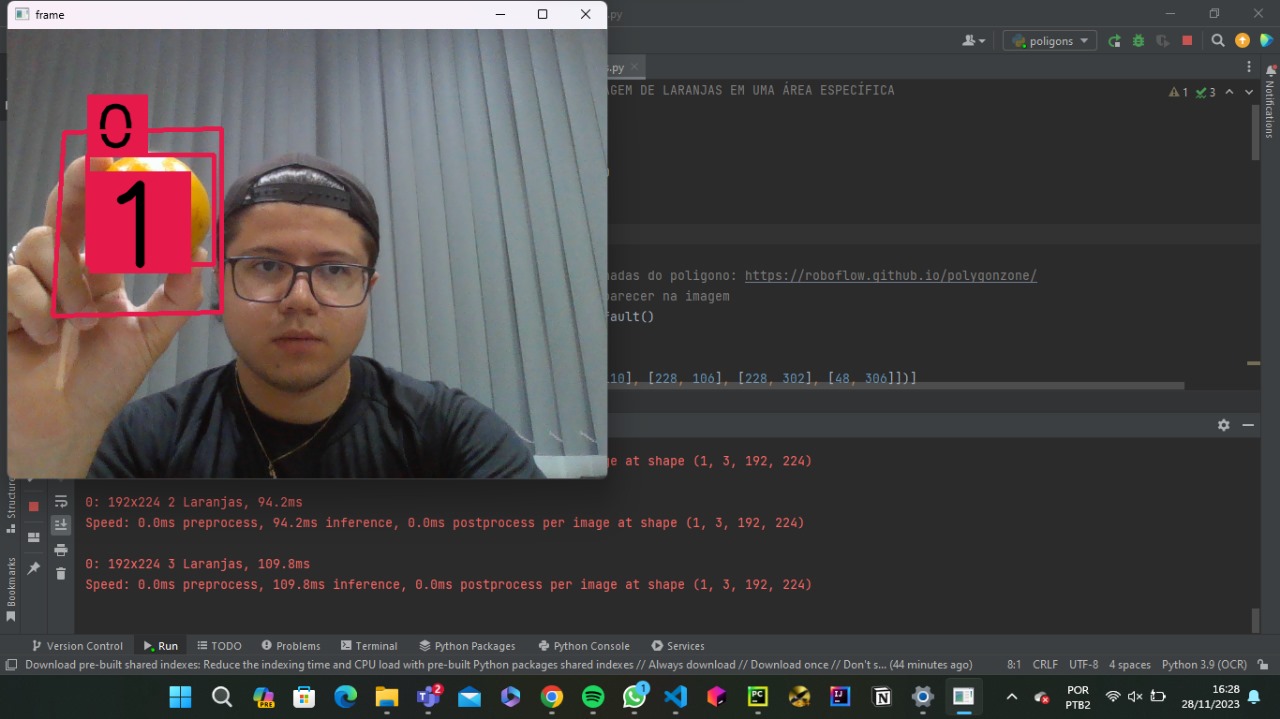 frame
.py
poligons
.py
GEM DE LARANJAS EM UMA ÁREA ESPECÍFICA
1
3
Notifications
0
1
nadas do poligono: https://roboflow.github.io/polygonzone/
arecer na imagem
fault()
10], [228, 106], [228, 302], [48, 306]])]
ge at shape (1, 3, 192, 224)
0: 192x224 2 Laranjas, 94.2ms
Speed: 0.0ms preprocess, 94.2ms inference, 0.0ms postprocess per image at shape (1, 3, 192, 224)
0: 192x224 3 Laranjas, 109.8ms
Speed: 0.0ms preprocess, 109.8ms inference, 0.0ms postprocess per image at shape (1, 3, 192, 224)
Structure
Bookmarks
Version Control
Run
TODO
Problems
Terminal
Python Packages
Python Console
Services
Download pre-built shared indexes: Reduce the indexing time and CPU load with pre-built Python packages shared indexes // Always download // Download once // Don't s... (44 minutes ago)
8:1
CRLF
UTF-8
4 spaces
Python 3.9 (OCR)
PRE
2
1
PC
IJ
N
POR
PTB2
16:28
28/11/2023